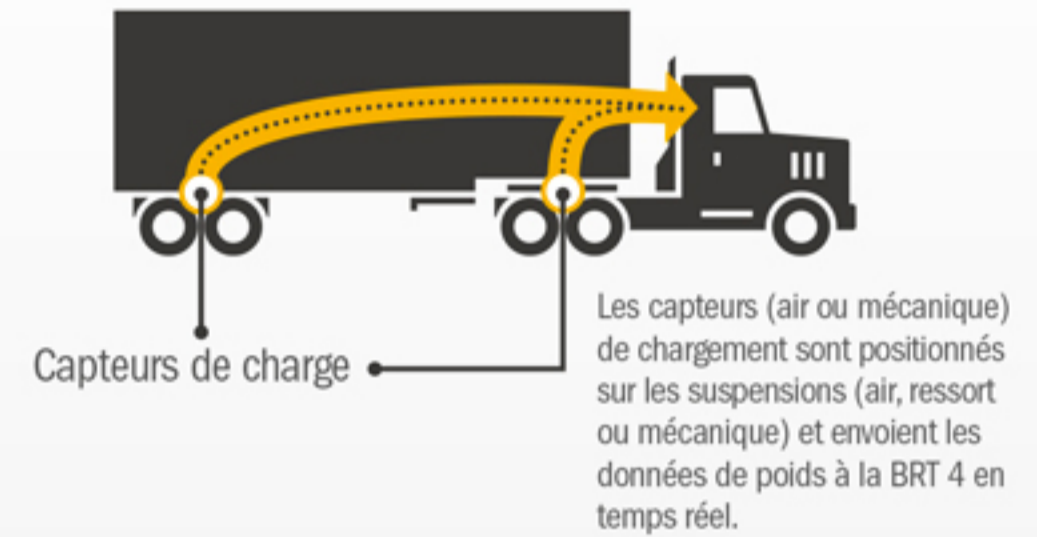 Capteurs de charge
Les capteurs (air ou mécanique)
de chargement sont positionnés
sur les suspensions (air, ressort
ou mécanique) et envoient les
données de poids à la BRT 4 en
temps réel.